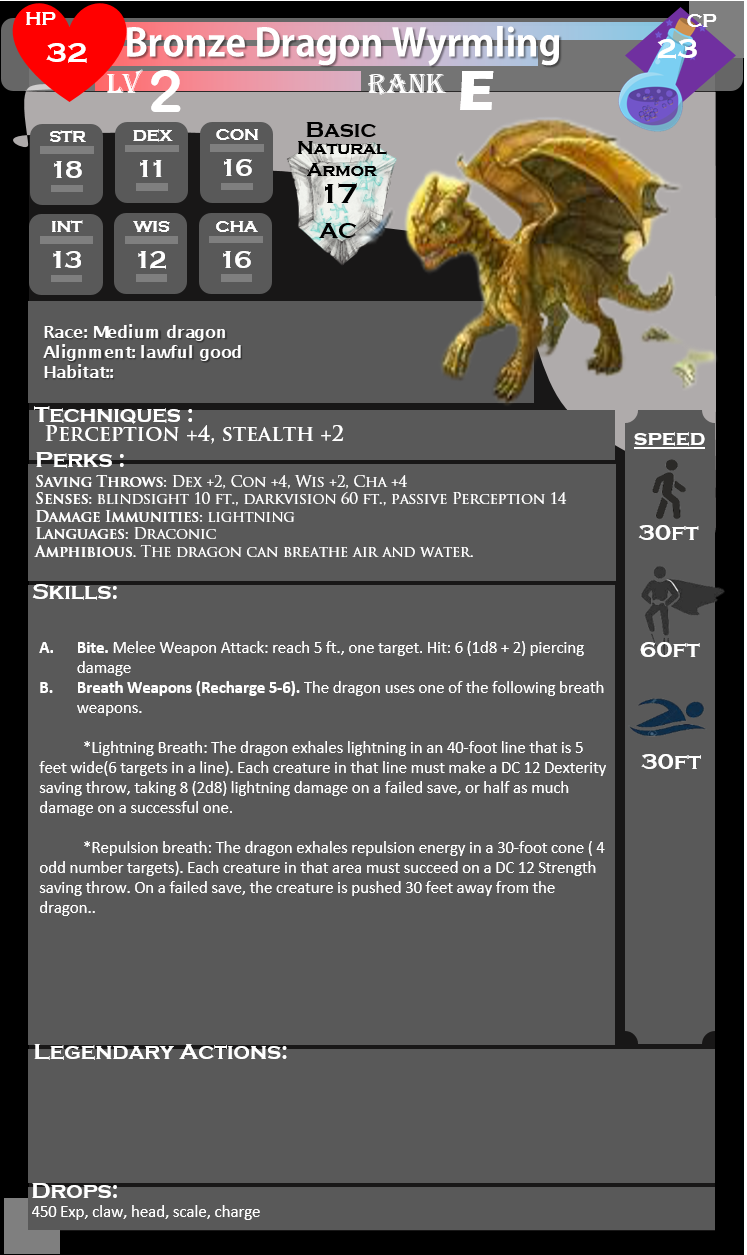 HP
32
Bronze Dragon Wyrmling
CP
23
LV 2
RANK E
STR
18
DEX
11
CON
16
INT
13
WIS
12
CHA
16
Basic
Natural
Armor
17
AC
Race: Medium dragon
Alignment: lawful good
Habitat::
Techniques :
Perception +4, stealth +2
Perks :
Saving Throws: Dex +2, Con +4, Wis +2, Cha +4
Senses: blindsight 10 ft., darkvision 60 ft., passive Perception 14
Damage Immunities: lightning
Languages: Draconic
Amphibious. The dragon can breathe air and water.
SPEED
30FT
60FT
30FT
Skills:
A. Bite. Melee Weapon Attack: reach 5 ft., one target. Hit: 6 (1d8 + 2) piercing
damage
B. Breath Weapons (Recharge 5-6). The dragon uses one of the following breath
weapons.
*Lightning Breath: The dragon exhales lightning in an 40-foot line that is 5
feet wide(6 targets in a line). Each creature in that line must make a DC 12 Dexterity
saving throw, taking 8 (2d8) lightning damage on a failed save, or half as much
damage on a successful one.
*Repulsion breath: The dragon exhales repulsion energy in a 30-foot cone ( 4
odd number targets). Each creature in that area must succeed on a DC 12 Strength
saving throw. On a failed save, the creature is pushed 30 feet away from the
dragon..
Legendary Actions:
Drops:
450 Exp, claw, head, scale, charge